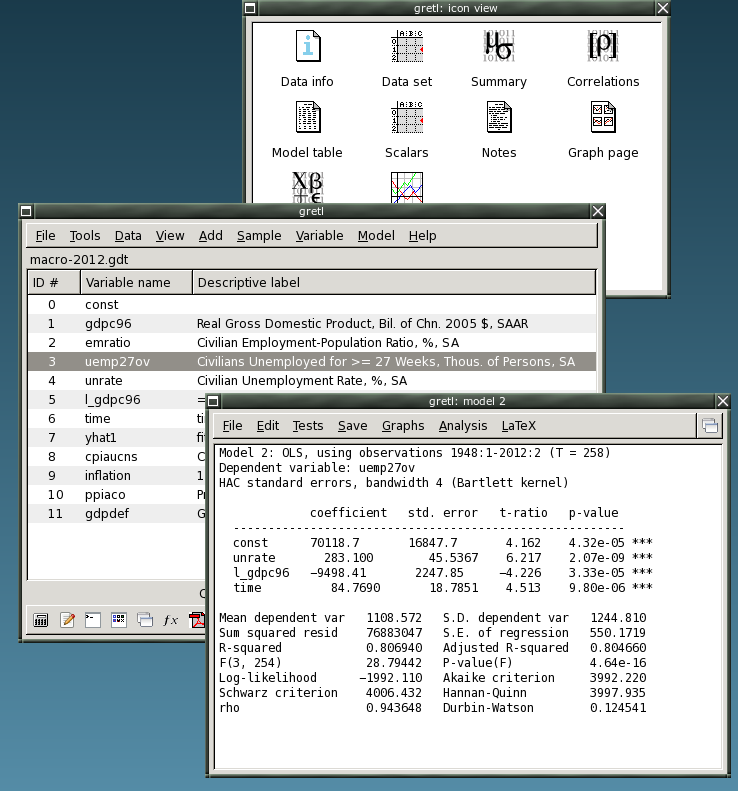 gretl: icon view
Data info Data set Summary Correlations
Model table Scalars Notes Graph page
gretl
File Tools Data View Add Sample Variable Model Help
macro-2012.gdt
ID # Variable name Descriptive label
0 const
1 gdpc96 Real Gross Domestic Product, Bil. of Chn. 2005 $, SAAR
2 emratio Civilian Employment-Population Ratio, %, SA
3 uemp27ov Civilians Unemployed for >= 27 Weeks, Thous. of Persons, SA
4 unrate Civilian Unemployment Rate, %, SA
5 l_gdpc96 =
6 time ti
7 yhat1 fi
8 cpiaucns C
9 inflation 1
10 ppiaco Pr
11 gdpdef G
gretl: model 2
File Edit Tests Save Graphs Analysis LaTeX
Model 2: OLS, using observations 1948:1-2012:2 (T = 258)
Dependent variable: uemp27ov
HAC standard errors, bandwidth 4 (Bartlett kernel)
coefficient std. error t-ratio p-value
---------------------------------------------------------
const 70118.7 16847.7 4.162 4.32e-05 ***
unrate 283.100 45.5367 6.217 2.07e-09 ***
l_gdpc96 −9498.41 2247.85 −4.226 3.33e-05 ***
time 84.7690 18.7851 4.513 9.80e-06 ***
Mean dependent var 1108.572 S.D. dependent var 1244.810
Sum squared resid 76883047 S.E. of regression 550.1719
R-squared 0.806940 Adjusted R-squared 0.804660
F(3, 254) 28.79442 P-value(F) 4.64e-16
Log-likelihood −1992.110 Akaike criterion 3992.220
Schwarz criterion 4006.432 Hannan-Quinn 3997.935
rho 0.943648 Durbin-Watson 0.124541